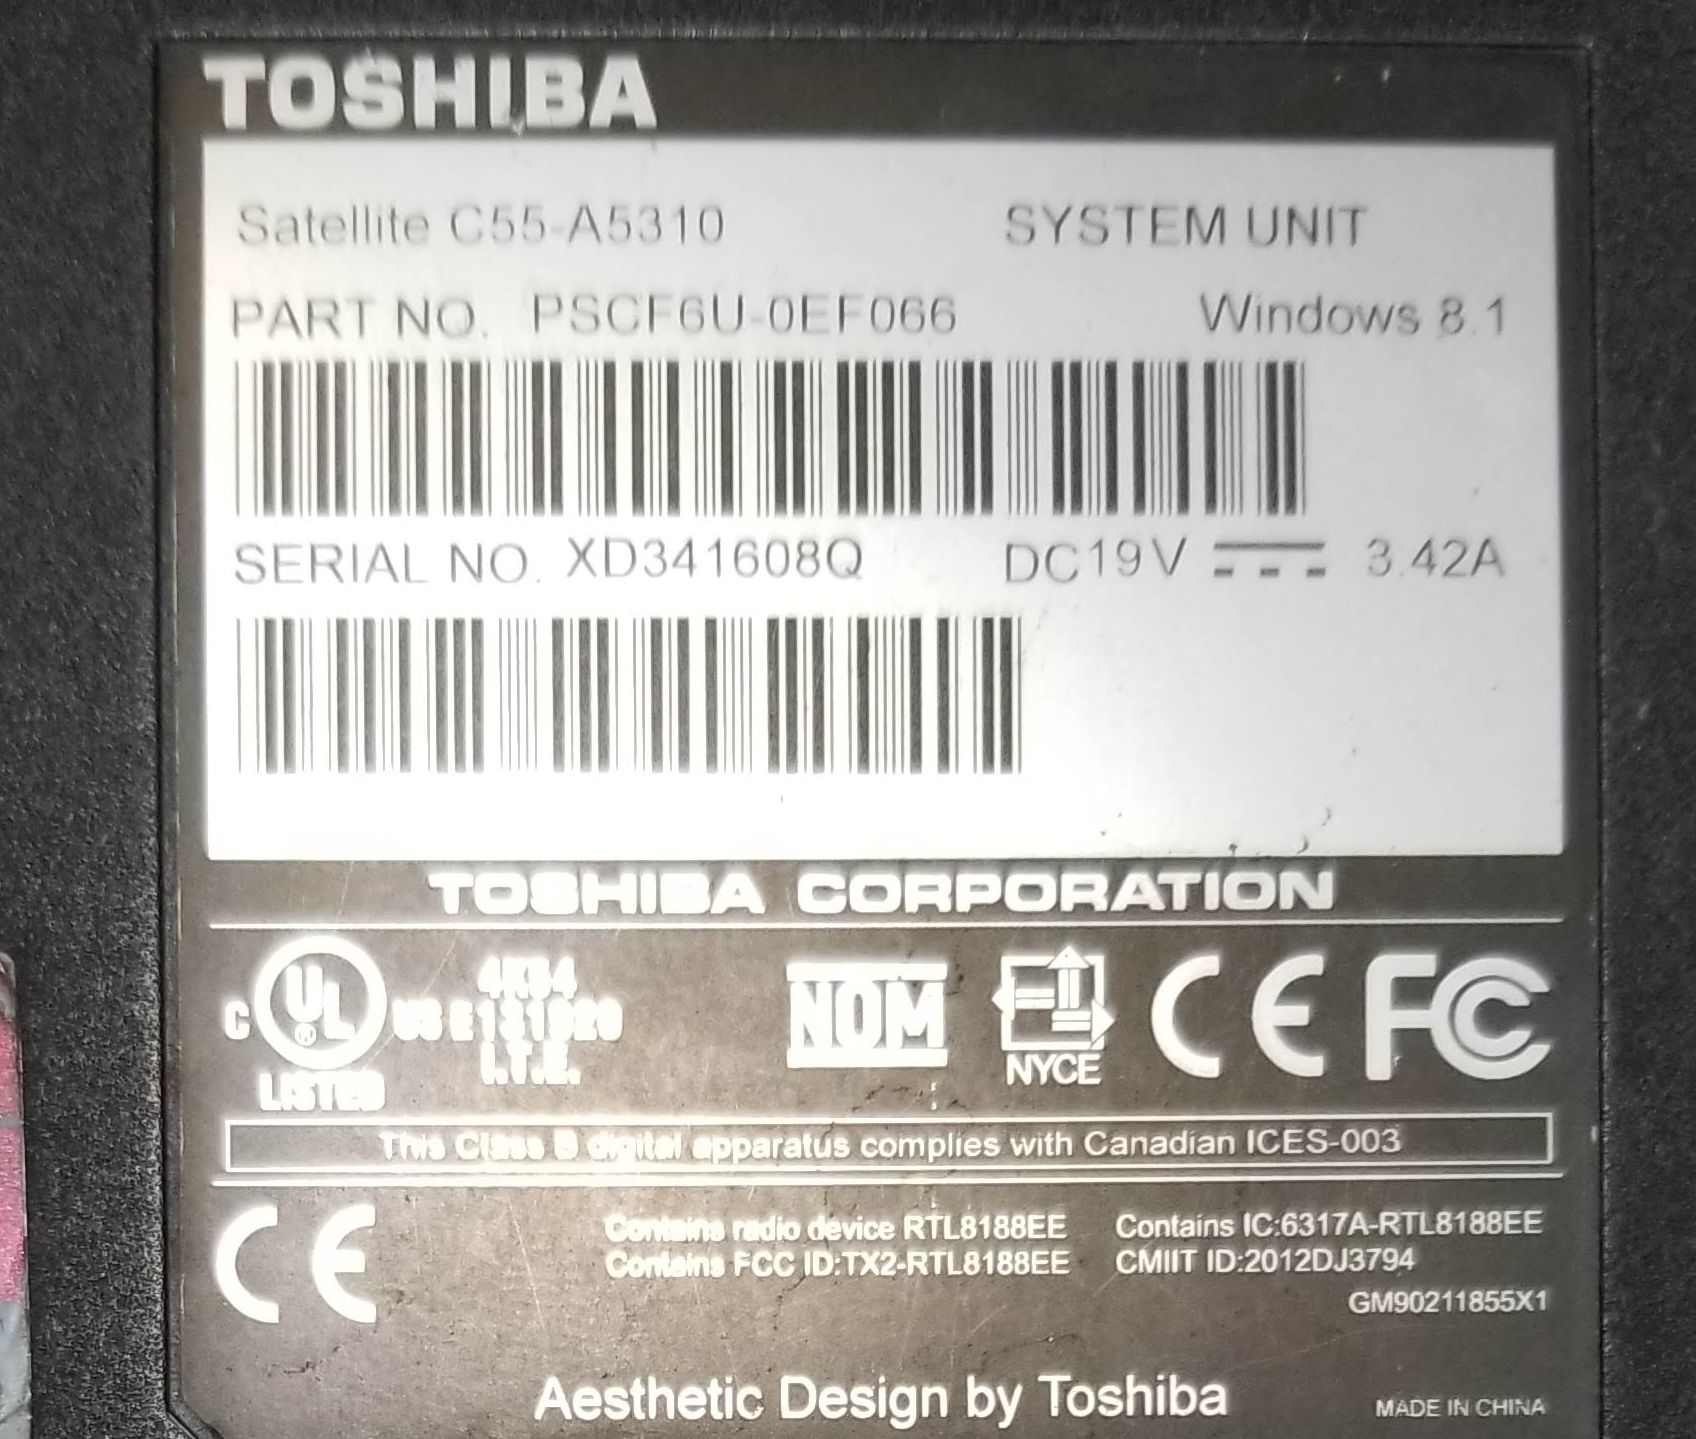 TOSHIBA
Satellite C55-A5310 SYSTEM UNIT
PART NO. PSCF6U-0EF066 Windows 8.1
SERIAL NO. XD341608Q DC19V 3.42A
TOSHIBA CORPORATION
C UL US LISTED
4K34
E131929
I.T.E.
NOM
NYCE
CE FC
This Class B digital apparatus complies with Canadian ICES-003
CE
Contains radio device RTL8188EE Contains IC:6317A-RTL8188EE
Contains FCC ID:TX2-RTL8188EE CMIIT ID:2012DJ3794
GM90211855X1
Aesthetic Design by Toshiba MADE IN CHINA